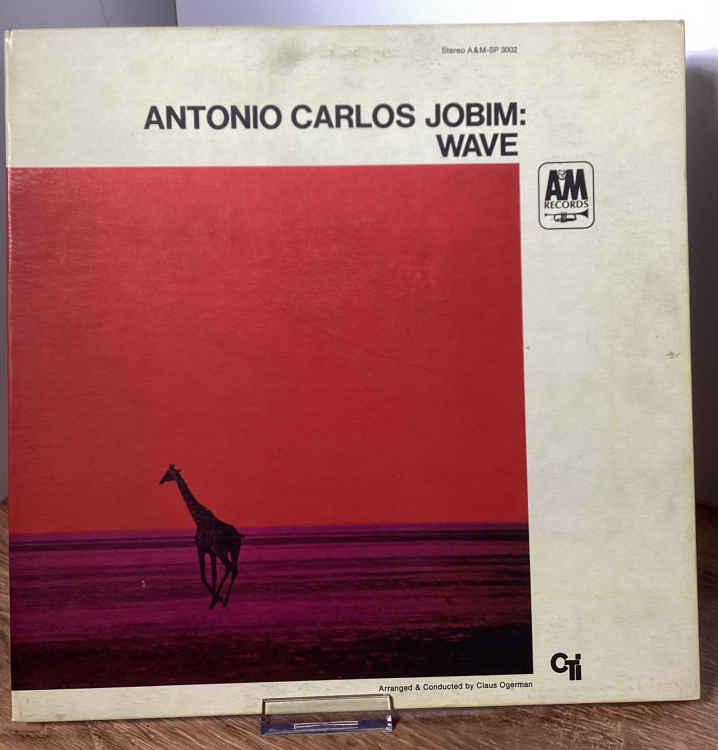 Stereo A&M-SP 3002
ANTONIO CARLOS JOBIM:
WAVE
A&M
RECORDS
CTi
Arranged & Conducted by Claus Ogerman